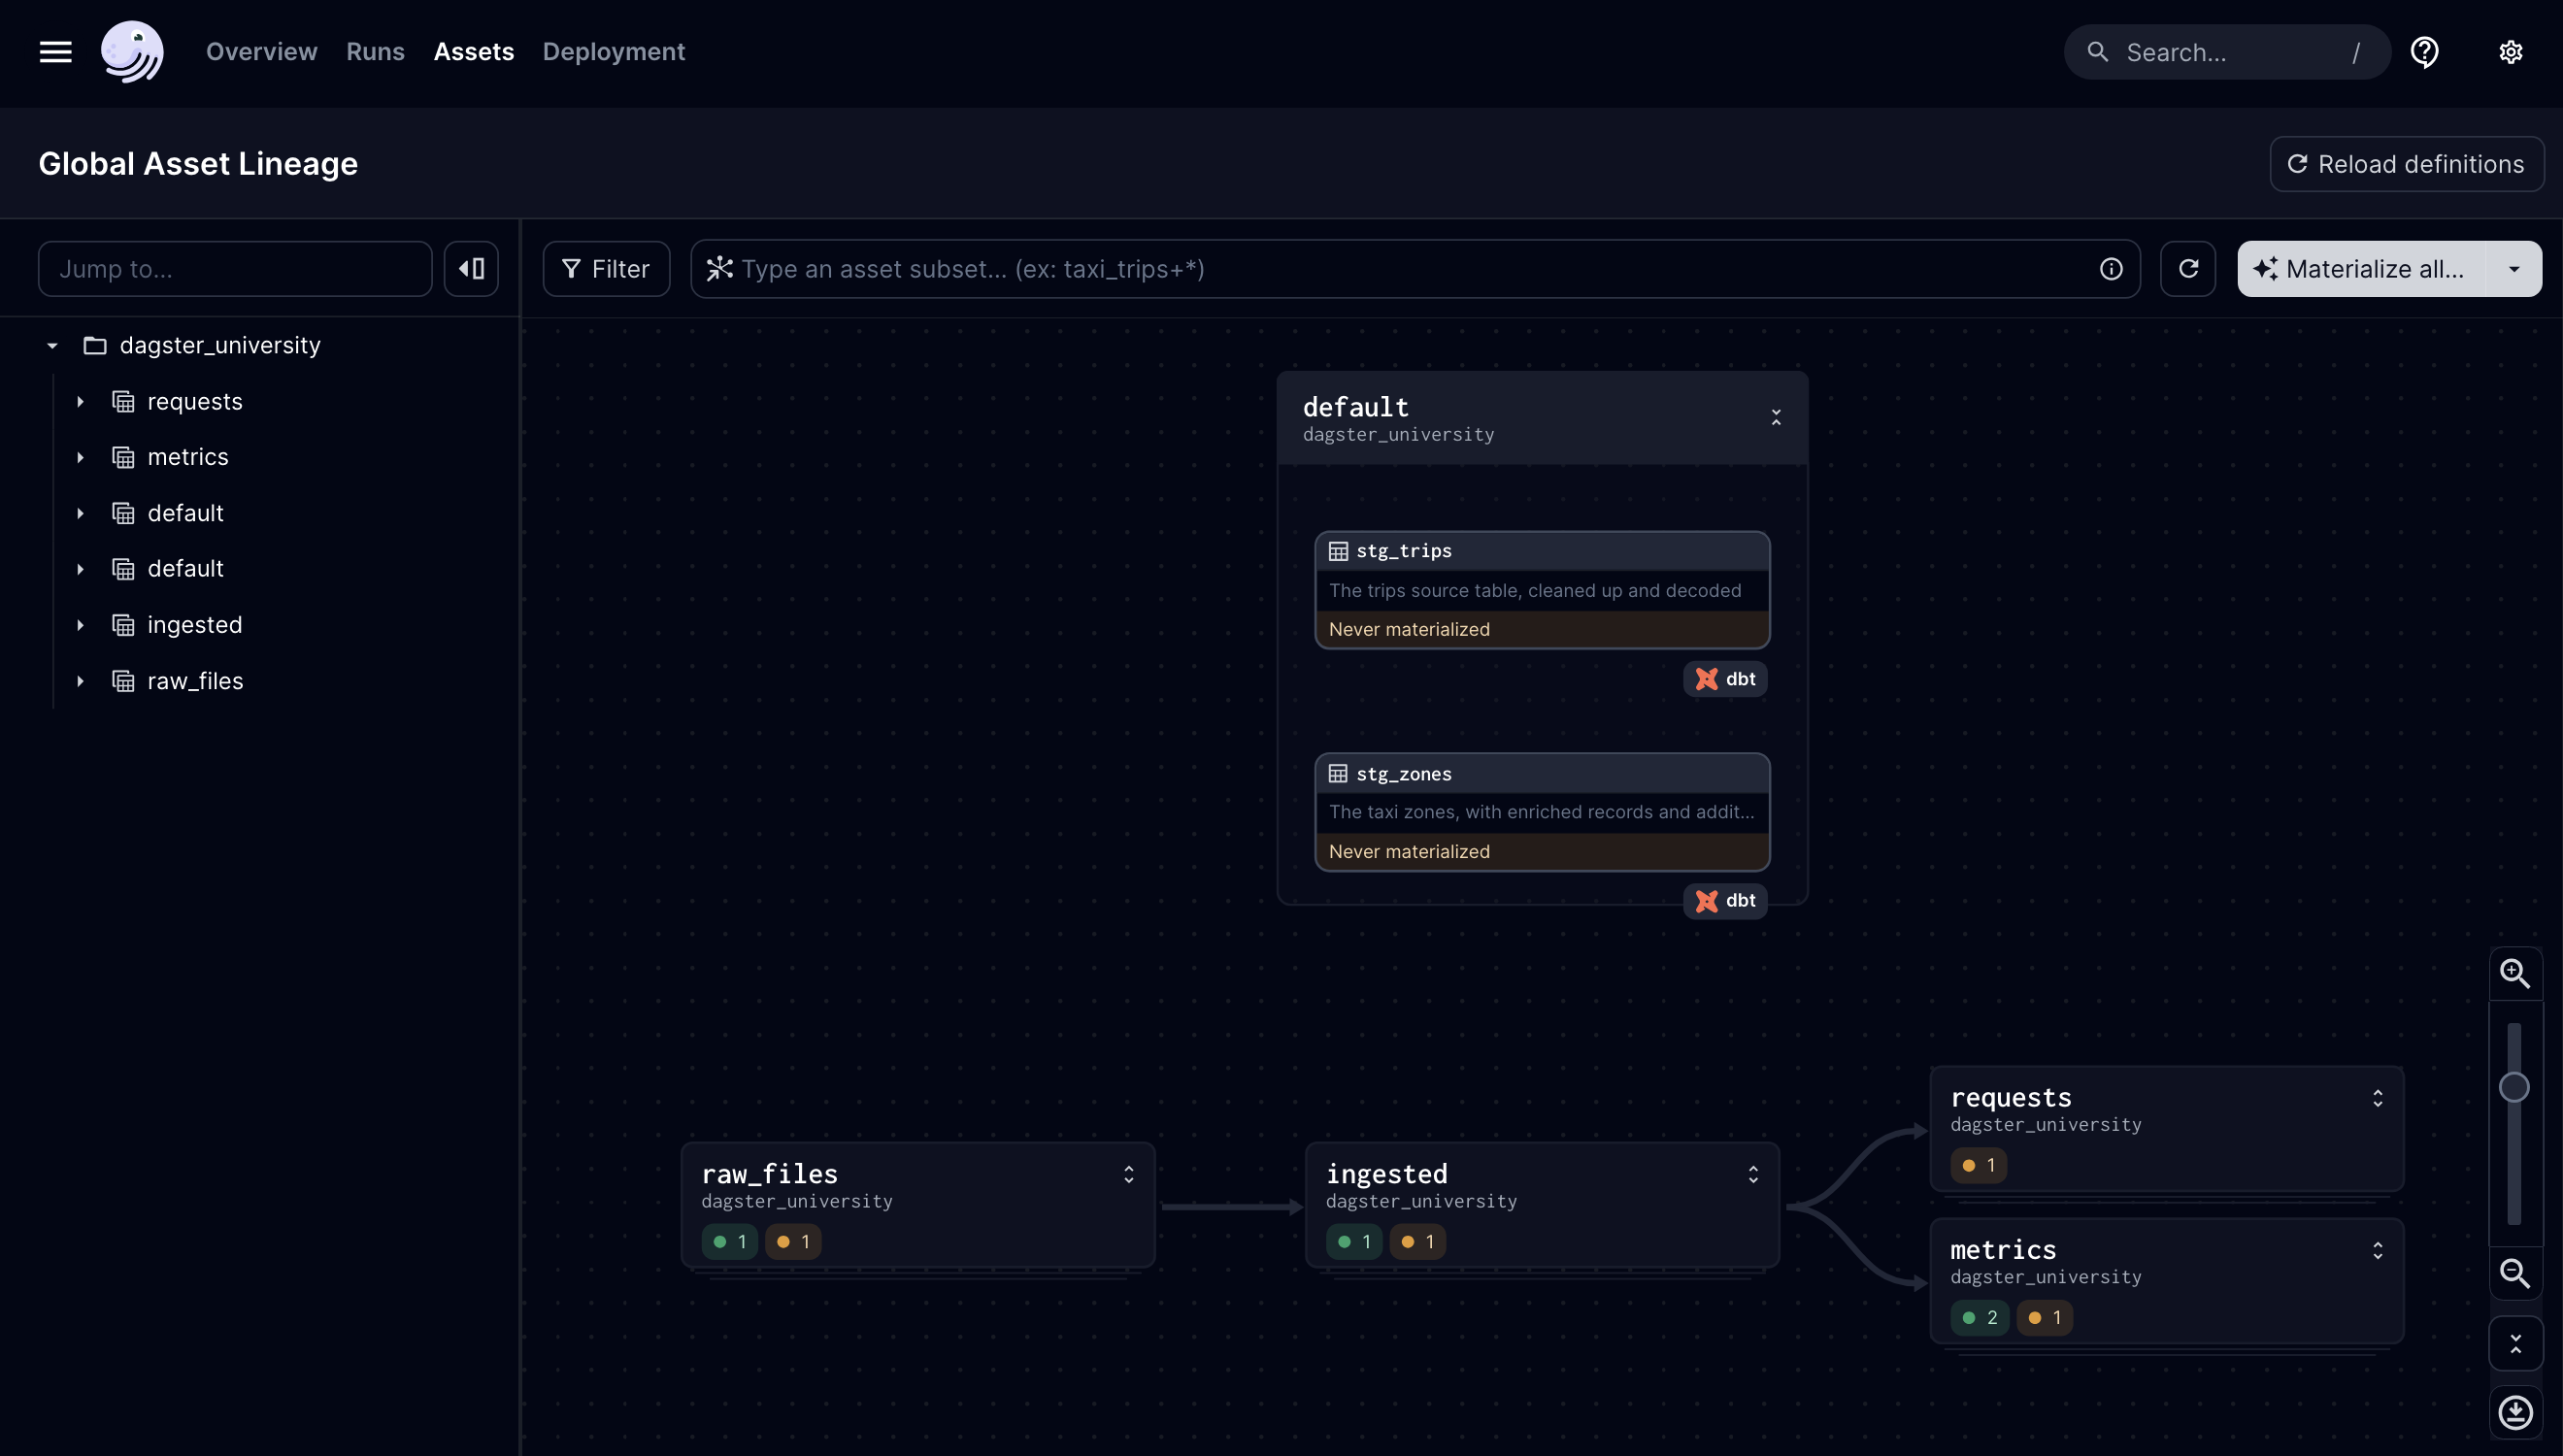 Overview Runs Assets Deployment
Search... /
Global Asset Lineage
Reload definitions
Jump to...
Filter
Type an asset subset... (ex: taxi_trips+*)
Materialize all...
dagster_university
requests
metrics
default
default
ingested
raw_files
default
dagster_university
stg_trips
The trips source table, cleaned up and decoded
Never materialized
dbt
stg_zones
The taxi zones, with enriched records and addit...
Never materialized
dbt
raw_files
dagster_university
1 1
ingested
dagster_university
1 1
requests
dagster_university
1
metrics
dagster_university
2 1